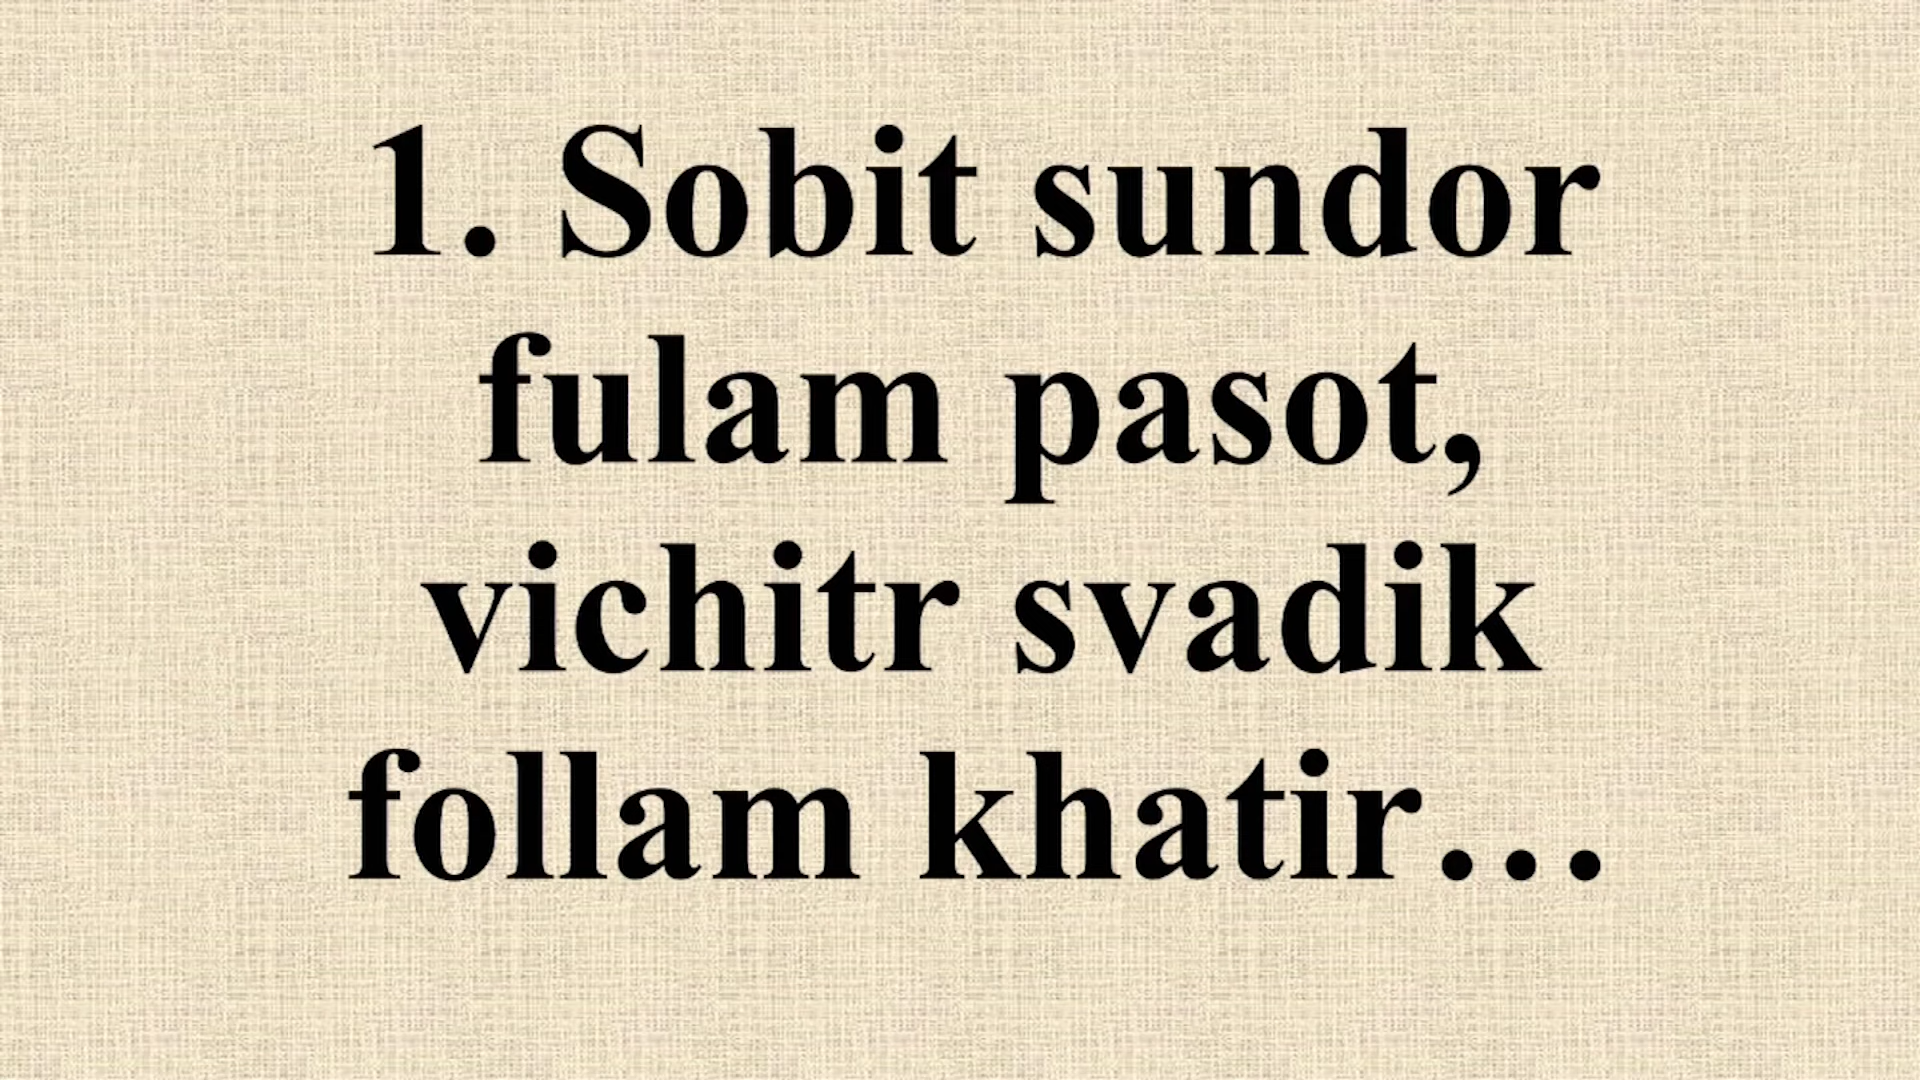 1. Sobit sundor
fulam pasot,
vichitr svadik
follam khatir…